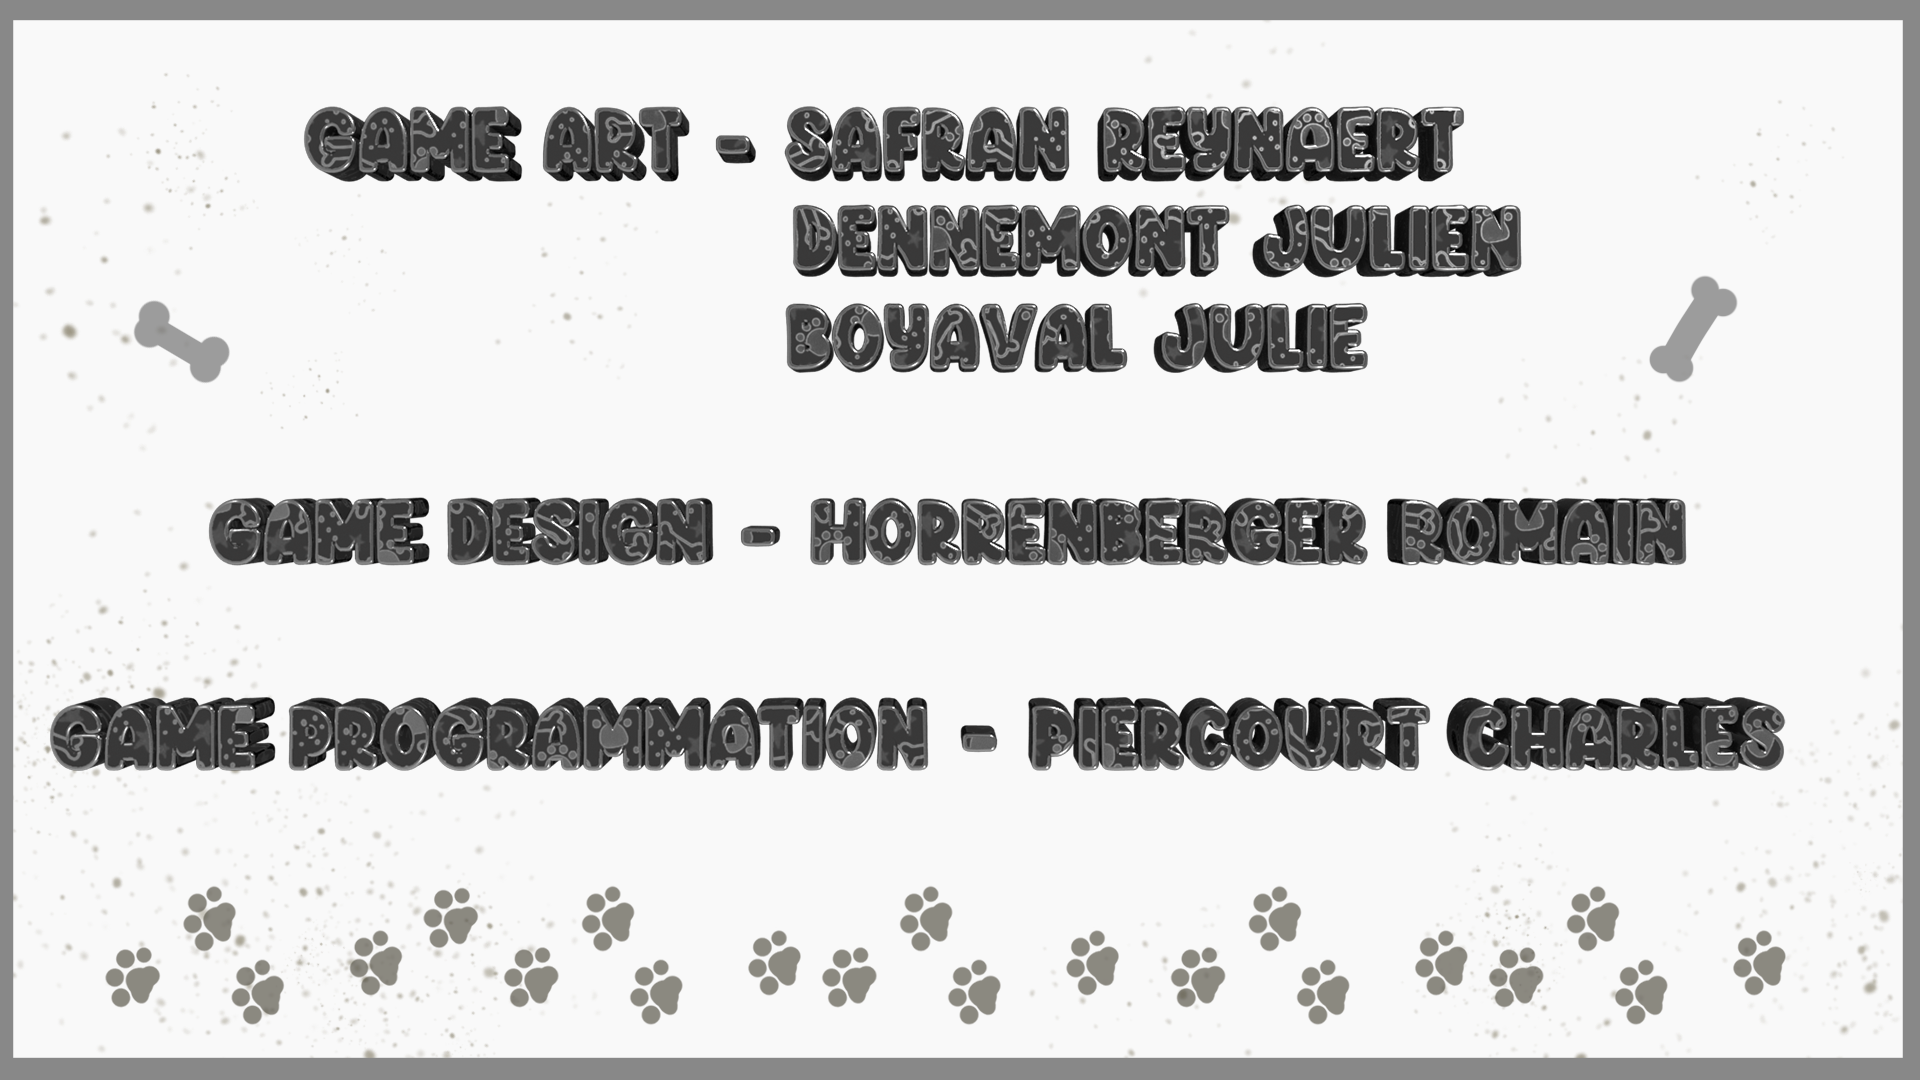 GAME ART - SAFRAN REYNAERT
DENNEMONT JULIEN
BOYAVAL JULIE
GAME DESIGN - HORRENBERGER ROMAIN
GAME PROGRAMMATION - PIERCOURT CHARLES